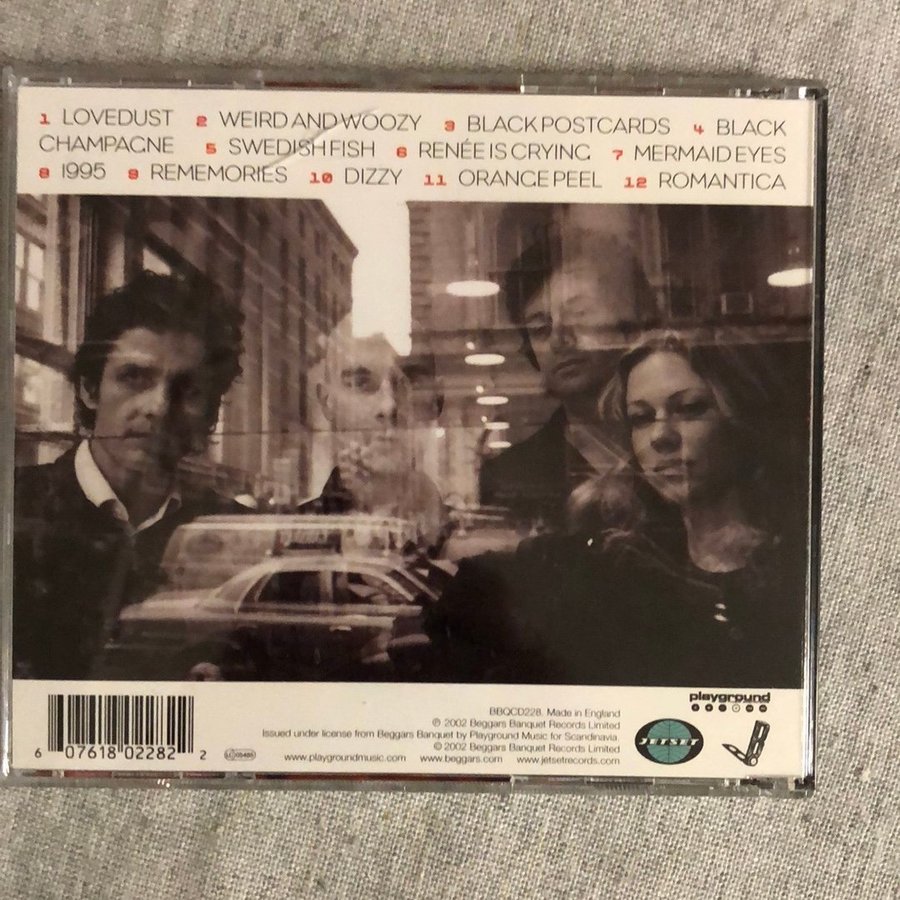 1 LOVEDUST 2 WEIRD AND WOOZY 3 BLACK POSTCARDS 4 BLACK
CHAMPAGNE 5 SWEDISH FISH 6 RENÉE IS CRYING 7 MERMAID EYES
8 1995 9 REMEMORIES 10 DIZZY 11 ORANGE PEEL 12 ROMANTICA
playground
BBQCD228. Made in England
℗ 2002 Beggars Banquet Records Limited
Issued under license from Beggars Banquet by Playground Music for Scandinavia.
© 2002 Beggars Banquet Records Limited
www.playgroundmusic.com www.beggars.com www.jetsetrecords.com
JETSET
6 07618 02282 2